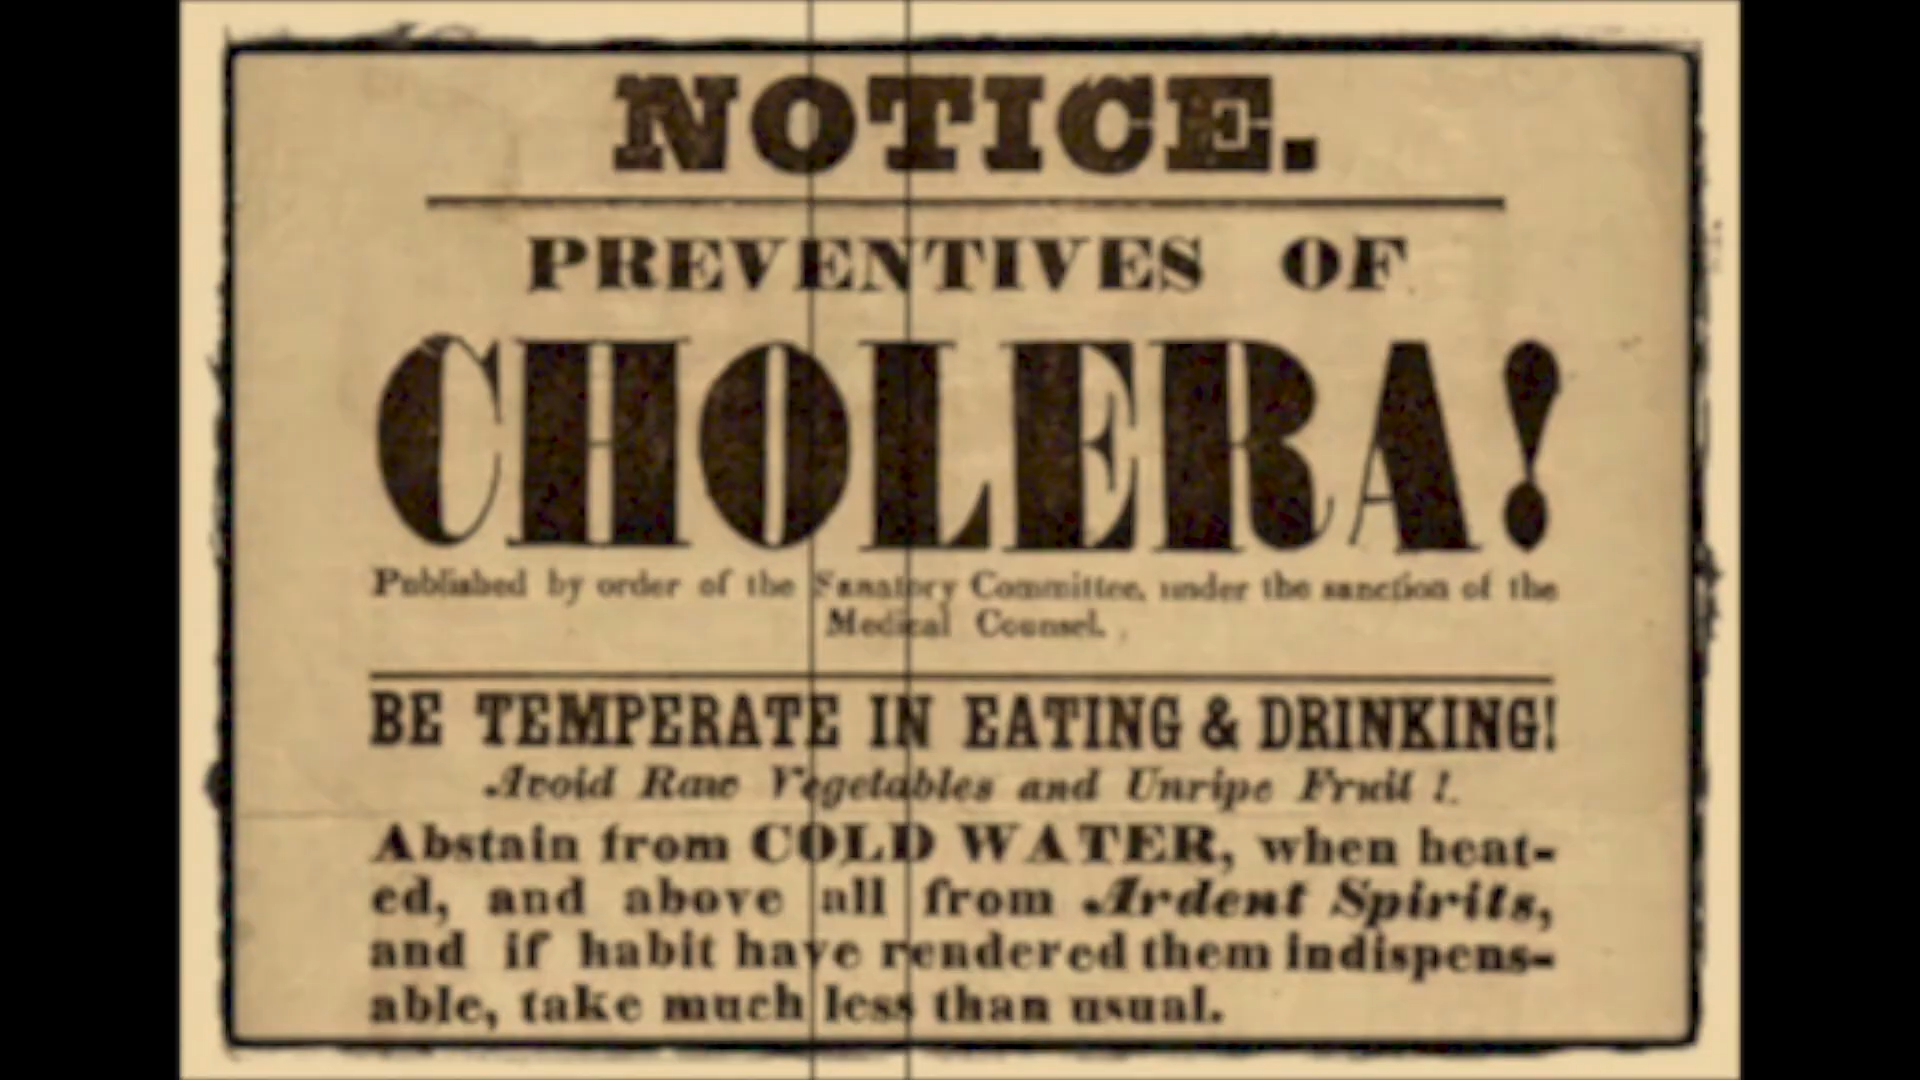 NOTICE.
PREVENTIVES OF
CHOLERA!
Published by order of the Sanatory Committee, under the sanction of the
Medical Counsel.
BE TEMPERATE IN EATING & DRINKING!
Avoid Raw Vegetables and Unripe Fruit !
Abstain from COLD WATER, when heat-
ed, and above all from Ardent Spirits,
and if habit have rendered them indispens-
able, take much less than usual.